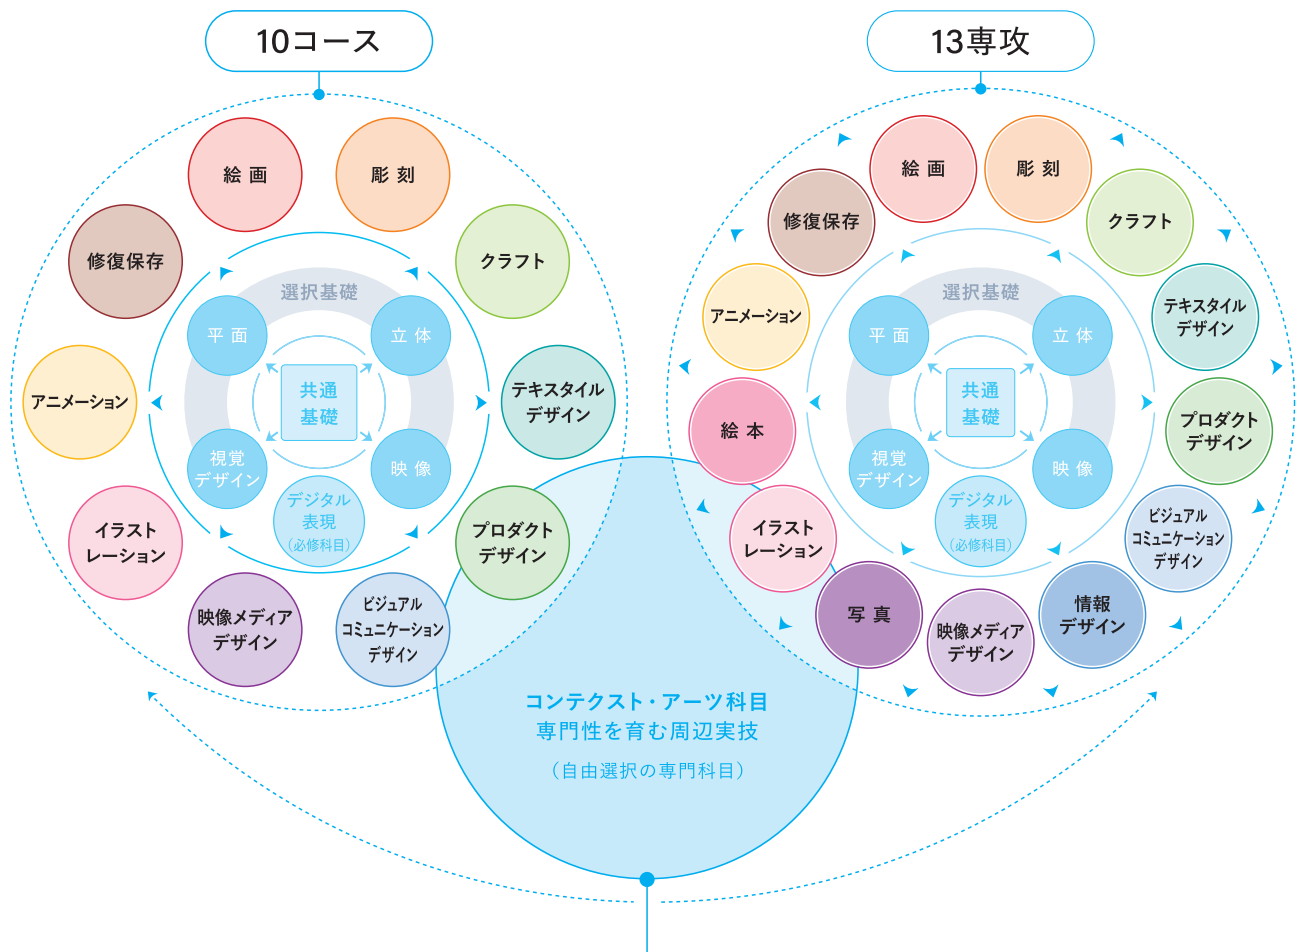 10コース
絵画
彫刻
修復保存
クラフト
選択基礎
平面
立体
共通
基礎
アニメーション
テキスタイル
デザイン
視覚
デザイン
映像
デジタル
表現
（必修科目）
イラスト
レーション
プロダクト
デザイン
映像メディア
デザイン
ビジュアル
コミュニケーション
デザイン
13専攻
絵画
彫刻
修復保存
クラフト
アニメーション
テキスタイル
デザイン
選択基礎
平面
立体
共通
基礎
絵本
プロダクト
デザイン
視覚
デザイン
映像
デジタル
表現
（必修科目）
イラスト
レーション
ビジュアル
コミュニケーション
デザイン
写真
情報
デザイン
映像メディア
デザイン
コンテクスト・アーツ科目
専門性を育む周辺実技
（自由選択の専門科目）